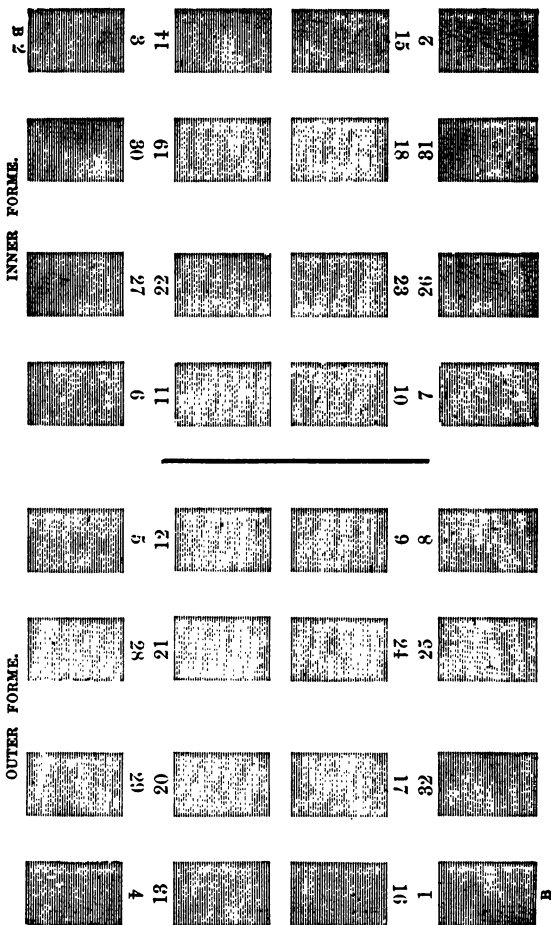 INNER FORME.
B 2 3 14 15 2
30 19 18 31
27 22 23 26
6 11 10 7
OUTER FORME.
5 12 9 8
28 21 24 25
29 20 17 32
4 13 16 1 B